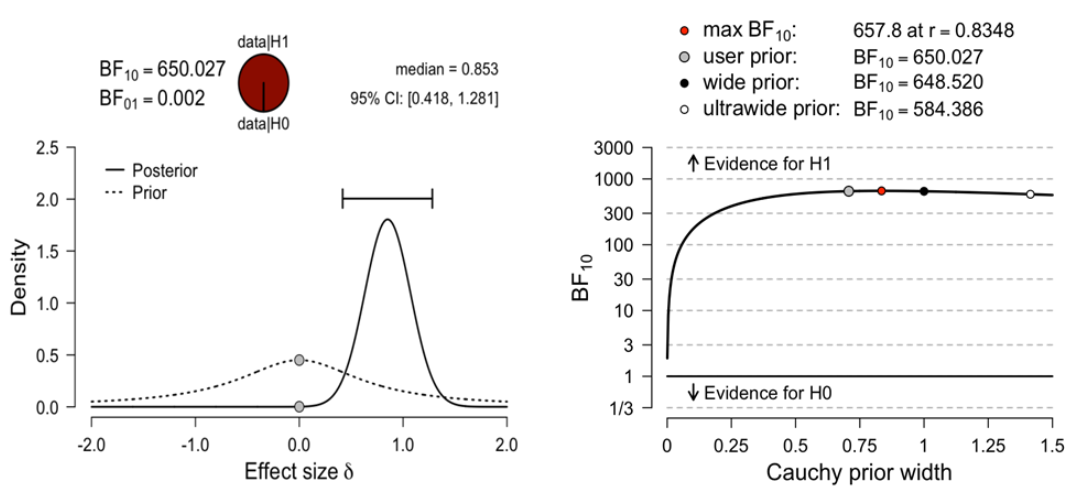 data|H1
BF10 = 650.027
BF01 = 0.002
data|H0
median = 0.853
95% CI: [0.418, 1.281]
Posterior
Prior
Density
2.5
2.0
1.5
1.0
0.5
0.0
-2.0 -1.0 0.0 1.0 2.0
Effect size δ
max BF10: 657.8 at r = 0.8348
user prior: BF10 = 650.027
wide prior: BF10 = 648.520
ultrawide prior: BF10 = 584.386
Evidence for H1
BF10
3000
1000
300
100
30
10
3
1
1/3
Evidence for H0
0 0.25 0.5 0.75 1 1.25 1.5
Cauchy prior width